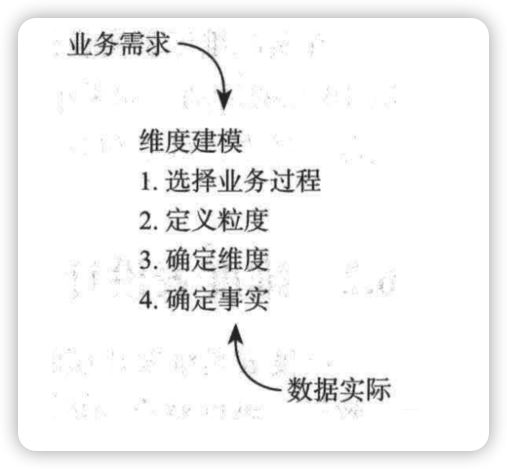 业务需求
维度建模
1. 选择业务过程
2. 定义粒度
3. 确定维度
4. 确定事实
数据实际